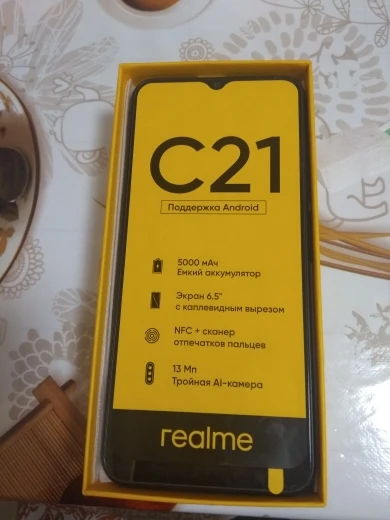 C21
Поддержка Android
5000 мАч
Емкий аккумулятор
Экран 6.5"
с каплевидным вырезом
NFC + сканер
отпечатков пальцев
13 Мп
Тройная AI-камера
realme